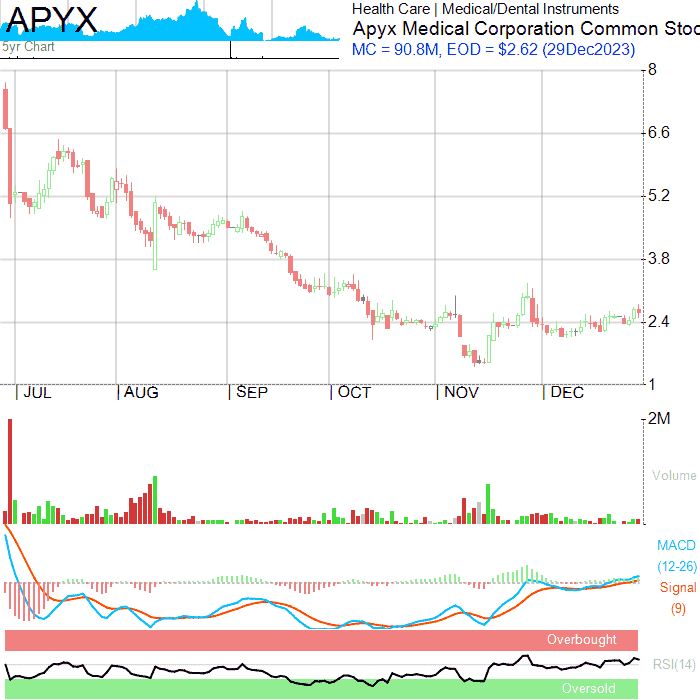 APYX
5yr Chart
Health Care | Medical/Dental Instruments
Apyx Medical Corporation Common Stoc
MC = 90.8M, EOD = $2.62 (29Dec2023)
8
6.6
5.2
3.8
2.4
1
JUL AUG SEP OCT NOV DEC
2M
Volume
MACD
(12-26)
Signal
(9)
Overbought
RSI(14)
Oversold